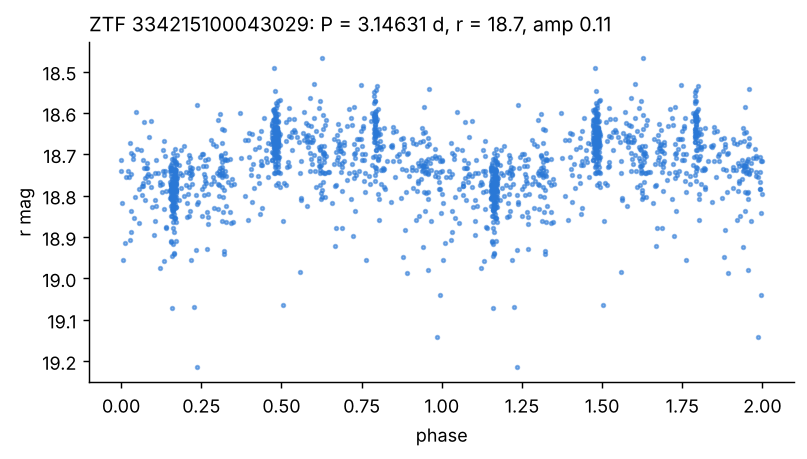 ZTF 334215100043029: P = 3.14631 d, r = 18.7, amp 0.11
18.5
18.6
18.7
18.8
18.9
19.0
19.1
19.2
r mag
0.00 0.25 0.50 0.75 1.00 1.25 1.50 1.75 2.00
phase